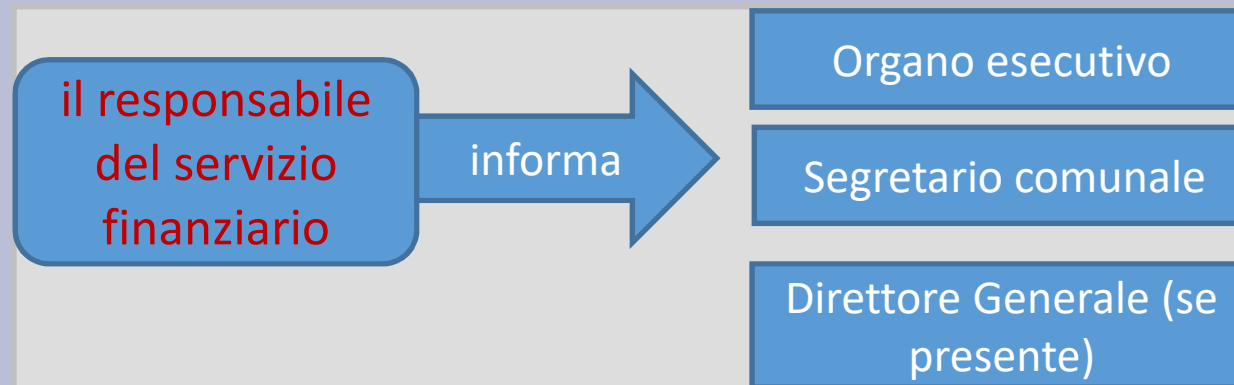 il responsabile
del servizio
finanziario
informa
Organo esecutivo
Segretario comunale
Direttore Generale (se
presente)